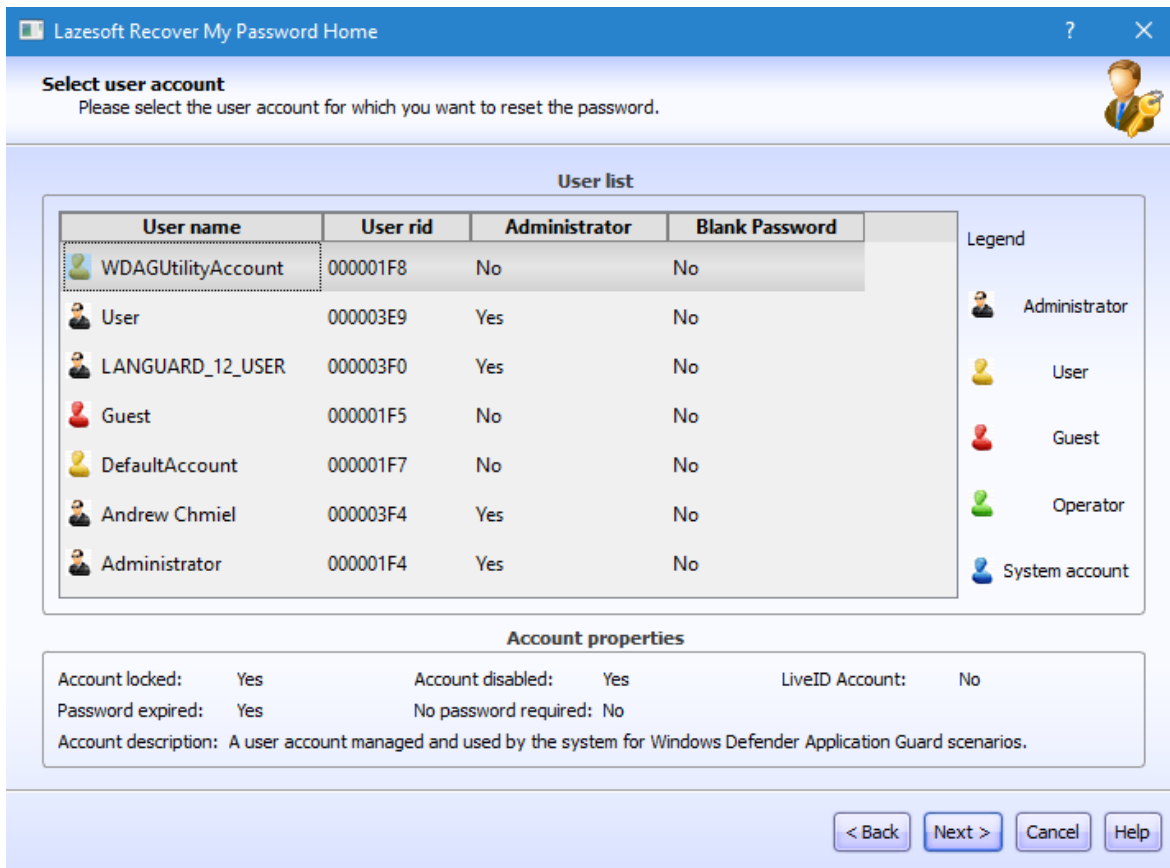 Lazesoft Recover My Password Home ?
Select user account
Please select the user account for which you want to reset the password.
User list
User name User rid Administrator Blank Password
WDAGUtilityAccount 000001F8 No No
User 000003E9 Yes No
LANGUARD_12_USER 000003F0 Yes No
Guest 000001F5 No No
DefaultAccount 000001F7 No No
Andrew Chmiel 000003F4 Yes No
Administrator 000001F4 Yes No
Legend
Administrator
User
Guest
Operator
System account
Account properties
Account locked: Yes Account disabled: Yes LiveID Account: No
Password expired: Yes No password required: No
Account description: A user account managed and used by the system for Windows Defender Application Guard scenarios.
< Back Next > Cancel Help